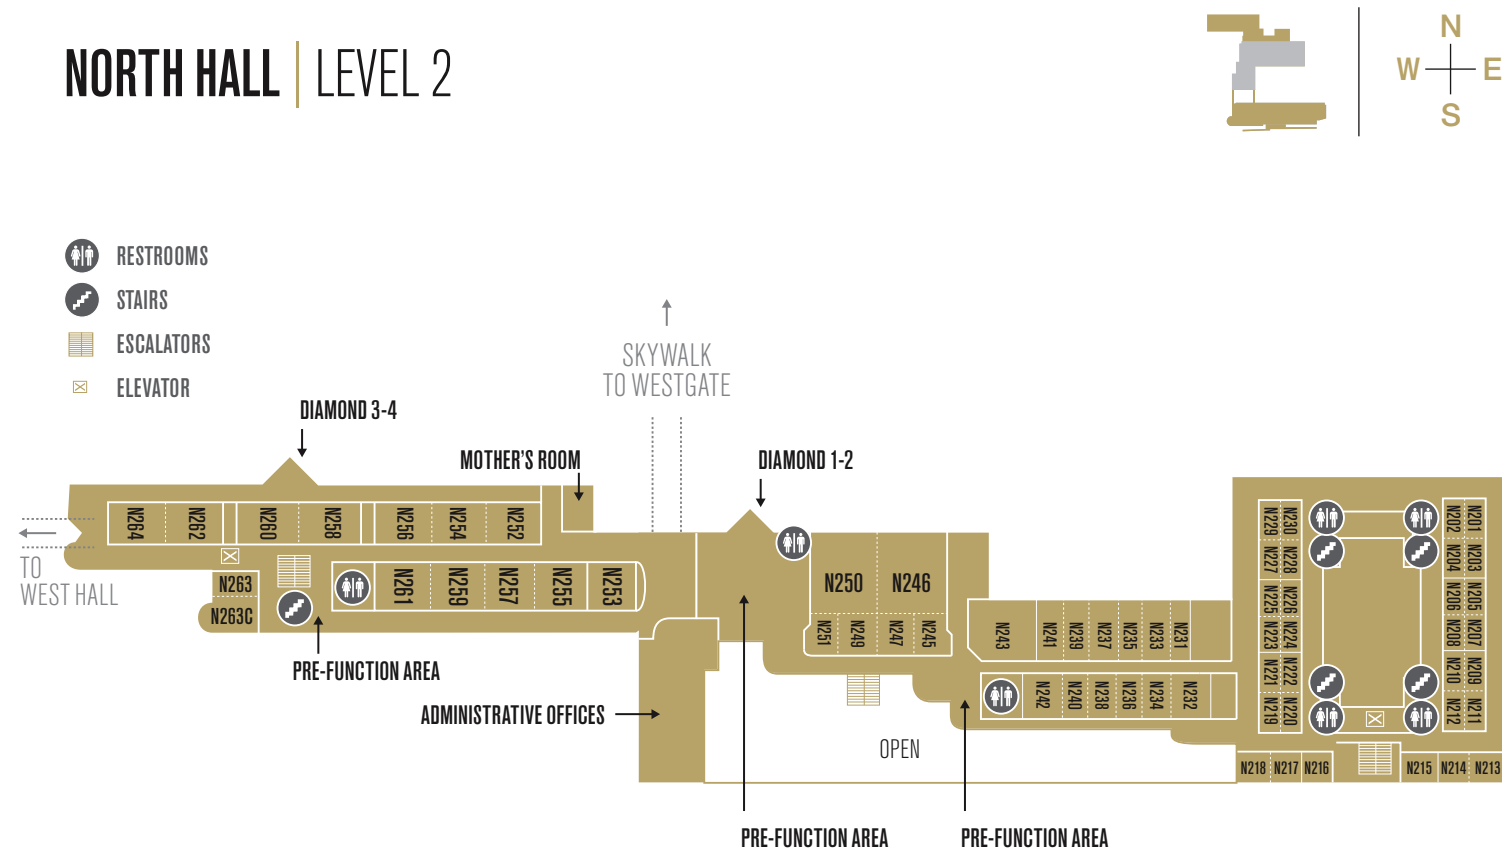 NORTH HALL | LEVEL 2
N
W E
S
RESTROOMS
STAIRS
ESCALATORS
ELEVATOR
SKYWALK
TO WESTGATE
DIAMOND 3-4
MOTHER'S ROOM
DIAMOND 1-2
TO
WEST HALL
N264
N262
N260
N258
N256
N254
N252
N263
N263C
N261
N259
N257
N255
N253
PRE-FUNCTION AREA
ADMINISTRATIVE OFFICES
N250
N246
N251
N249
N247
N245
N243
N241
N239
N237
N235
N233
N231
N242
N240
N238
N236
N234
N232
OPEN
PRE-FUNCTION AREA
PRE-FUNCTION AREA
N229
N230
N227
N228
N225
N226
N223
N224
N221
N222
N219
N220
N202
N201
N204
N203
N206
N205
N208
N207
N210
N209
N212
N211
N218
N217
N216
N215
N214
N213